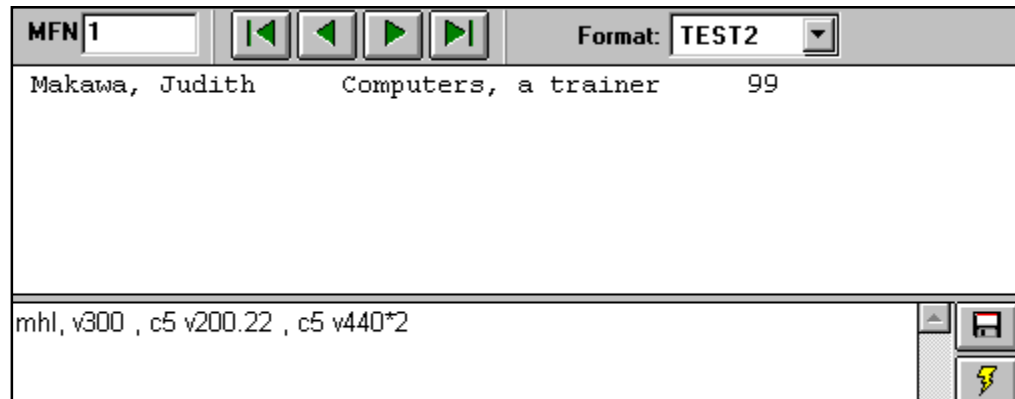 MFN 1 Format: TEST2
Makawa, Judith Computers, a trainer 99
mhl, v300 , c5 v200.22 , c5 v440*2